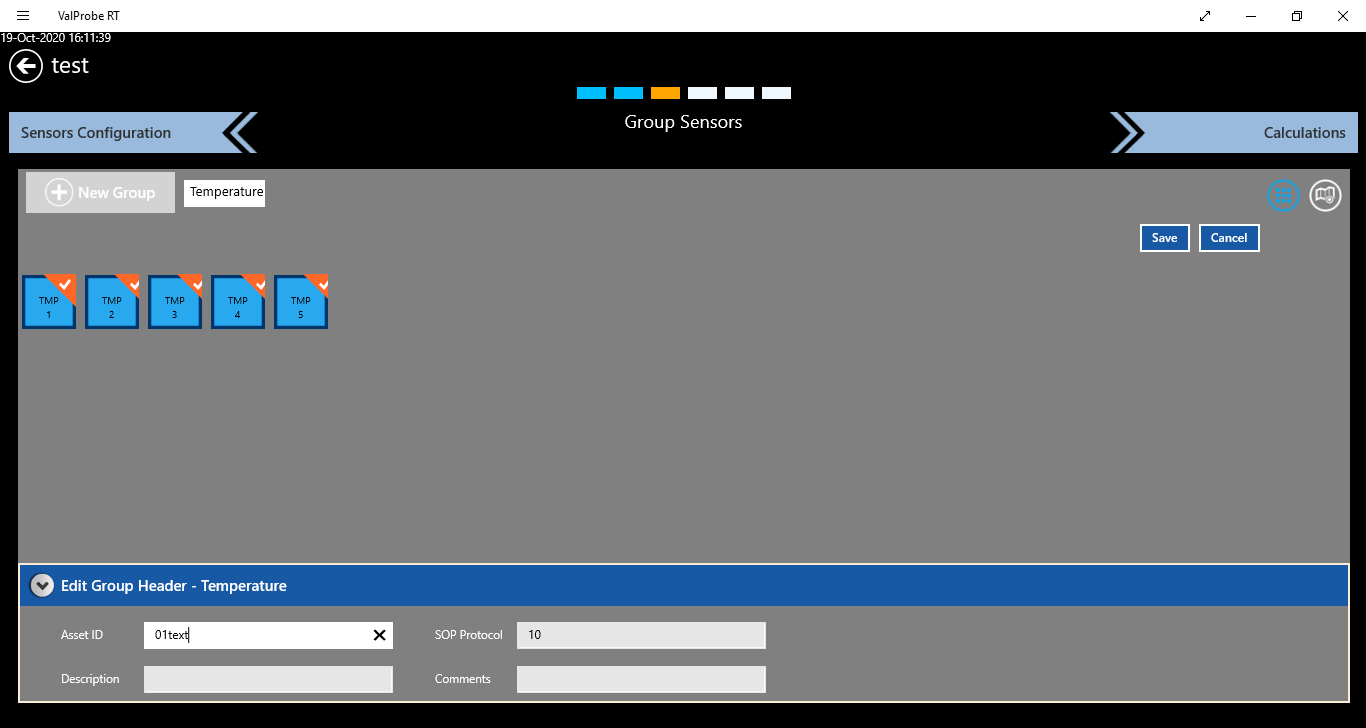 ValProbe RT
19-Oct-2020 16:11:39
test
Group Sensors
Sensors Configuration
Calculations
New Group
Temperature
Save
Cancel
TMP
1
TMP
2
TMP
3
TMP
4
TMP
5
Edit Group Header - Temperature
Asset ID
01text
SOP Protocol
10
Description
Comments